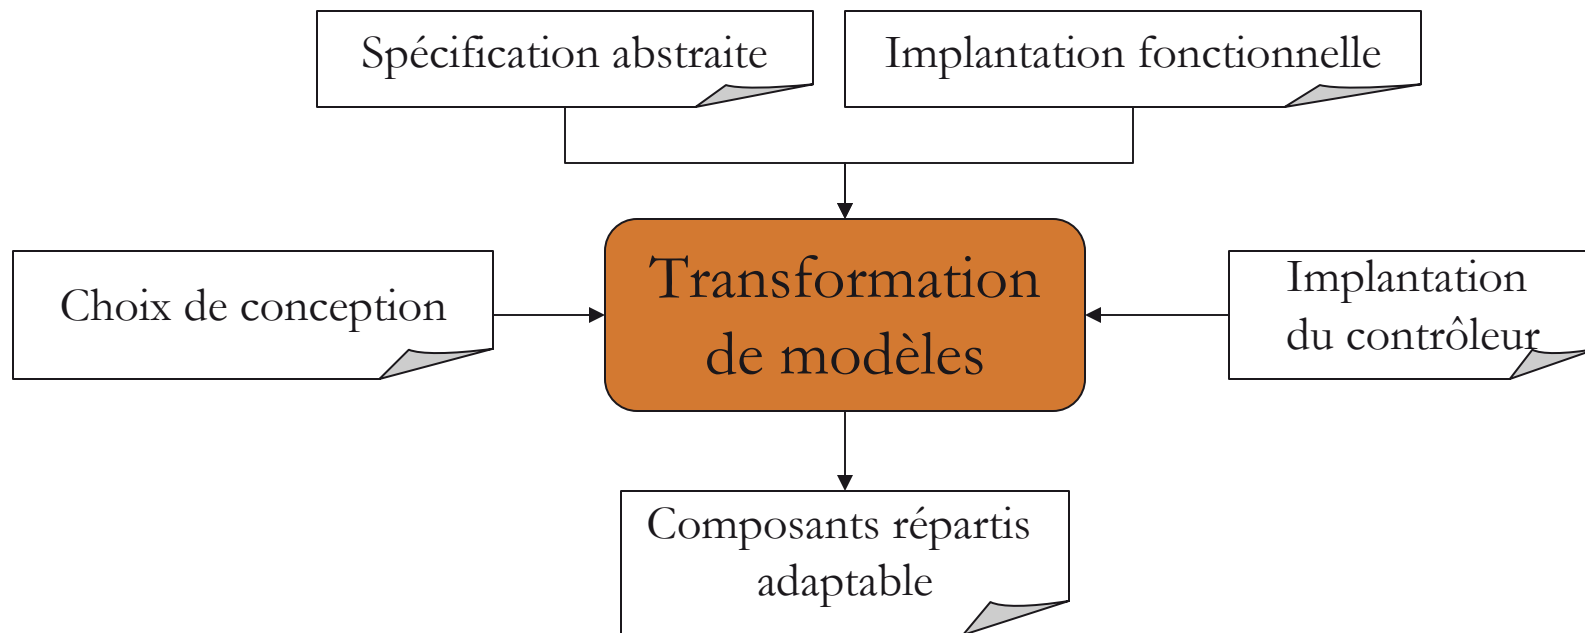 Spécification abstraite
Implantation fonctionnelle
Choix de conception
Transformation
de modèles
Implantation
du contrôleur
Composants répartis
adaptable